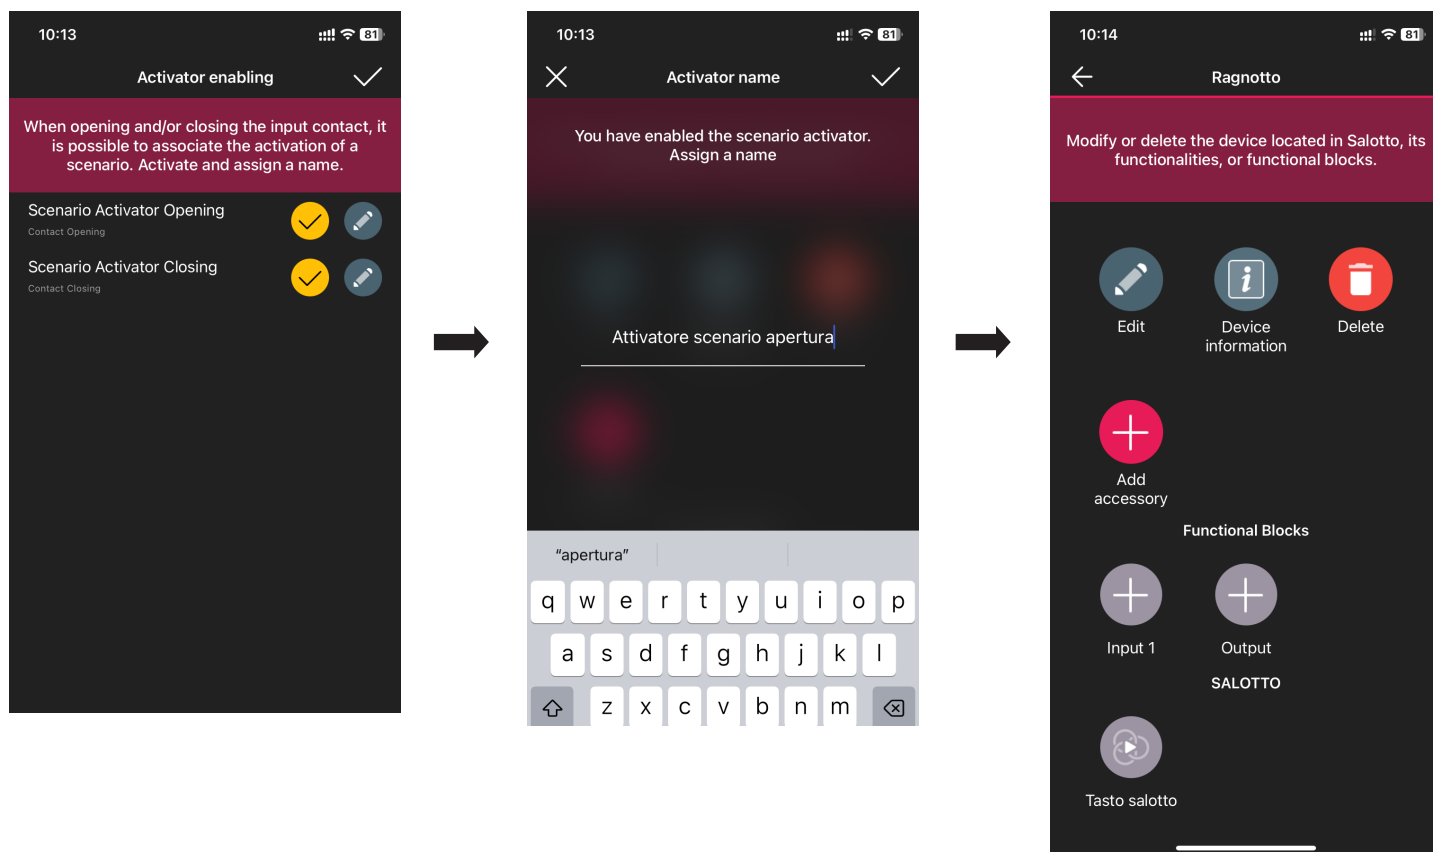 10:13
81
Activator enabling
When opening and/or closing the input contact, it
is possible to associate the activation of a
scenario. Activate and assign a name.
Scenario Activator Opening
Contact Opening
Scenario Activator Closing
Contact Closing
10:13
81
Activator name
You have enabled the scenario activator.
Assign a name
Attivatore scenario apertura
“apertura”
q w e r t y u i o p
a s d f g h j k l
z x c v b n m
10:14
81
Ragnotto
Modify or delete the device located in Salotto, its
functionalities, or functional blocks.
Edit
Device
information
Delete
Add
accessory
Functional Blocks
Input 1
Output
SALOTTO
Tasto salotto